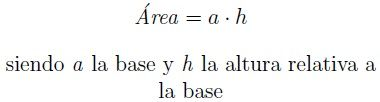 Área = a · h
siendo a la base y h la altura relativa a
la base